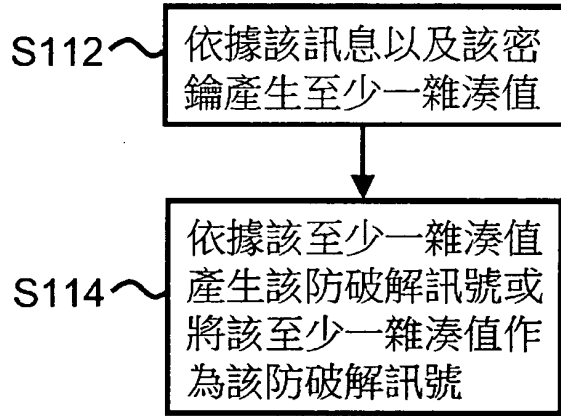 S112
依據該訊息以及該密
鑰產生至少一雜湊值
S114
依據該至少一雜湊值
產生該防破解訊號或
將該至少一雜湊值作
為該防破解訊號